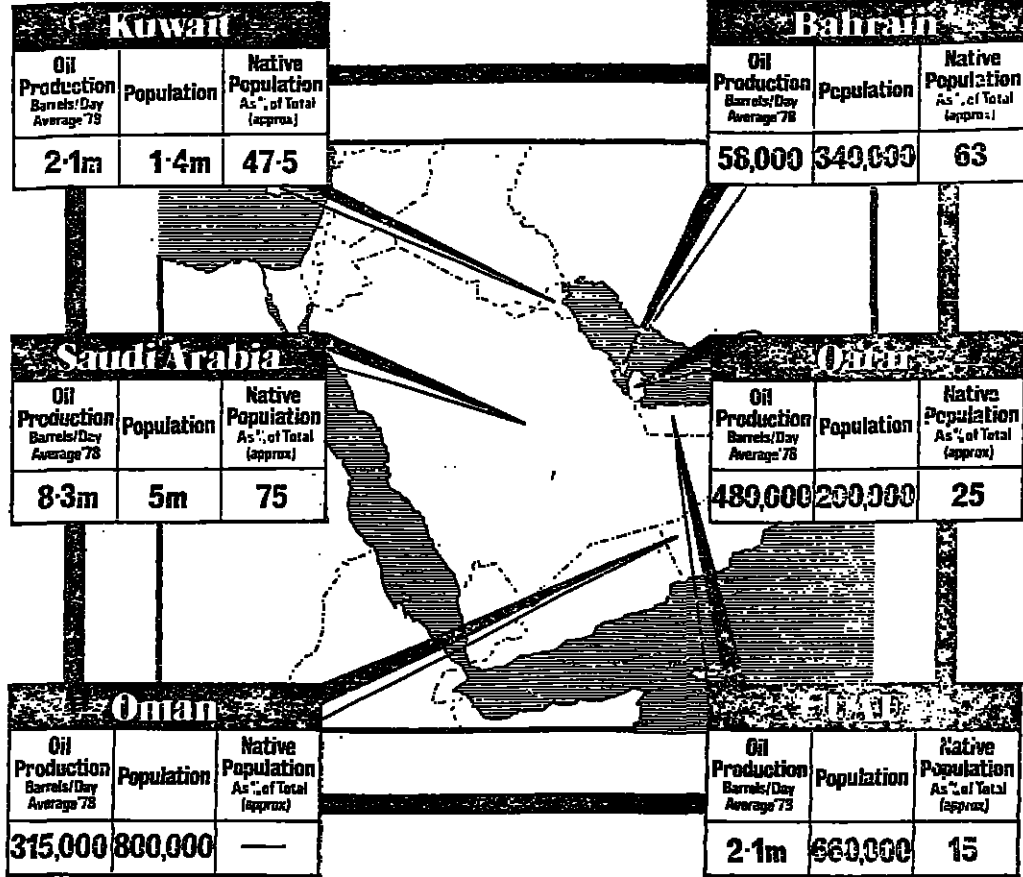 Kuwait
Oil Production Barrels/Day Average'78
Population
Native Population As % of Total (approx)
2·1m
1·4m
47·5
Bahrain
Oil Production Barrels/Day Average'78
Population
Native Population As % of Total (approx)
58,000
340,000
63
Saudi Arabia
Oil Production Barrels/Day Average'78
Population
Native Population As % of Total (approx)
8·3m
5m
75
Qatar
Oil Production Barrels/Day Average'78
Population
Native Population As % of Total (approx)
480,000
200,000
25
Oman
Oil Production Barrels/Day Average'78
Population
Native Population As % of Total (approx)
315,000
800,000
—
UAE
Oil Production Barrels/Day Average'78
Population
Native Population As % of Total (approx)
2·1m
15